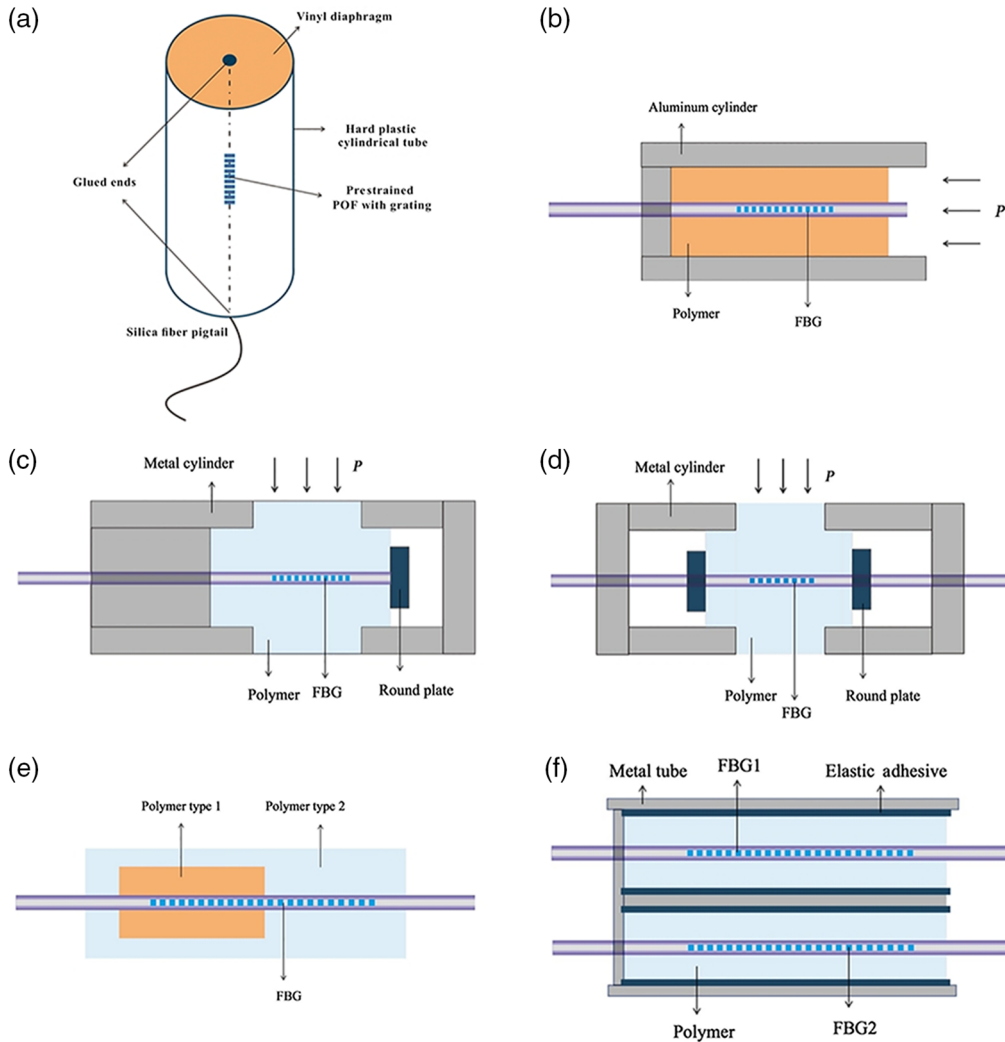 (a)
Vinyl diaphragm
Hard plastic
cylindrical tube
Glued ends
Prestrained
POF with grating
Silica fiber pigtail
(b)
Aluminum cylinder
P
Polymer
FBG
(c)
Metal cylinder
P
Polymer
FBG
Round plate
(d)
Metal cylinder
P
Polymer
FBG
Round plate
(e)
Polymer type 1
Polymer type 2
FBG
(f)
Metal tube
FBG1
Elastic adhesive
Polymer
FBG2